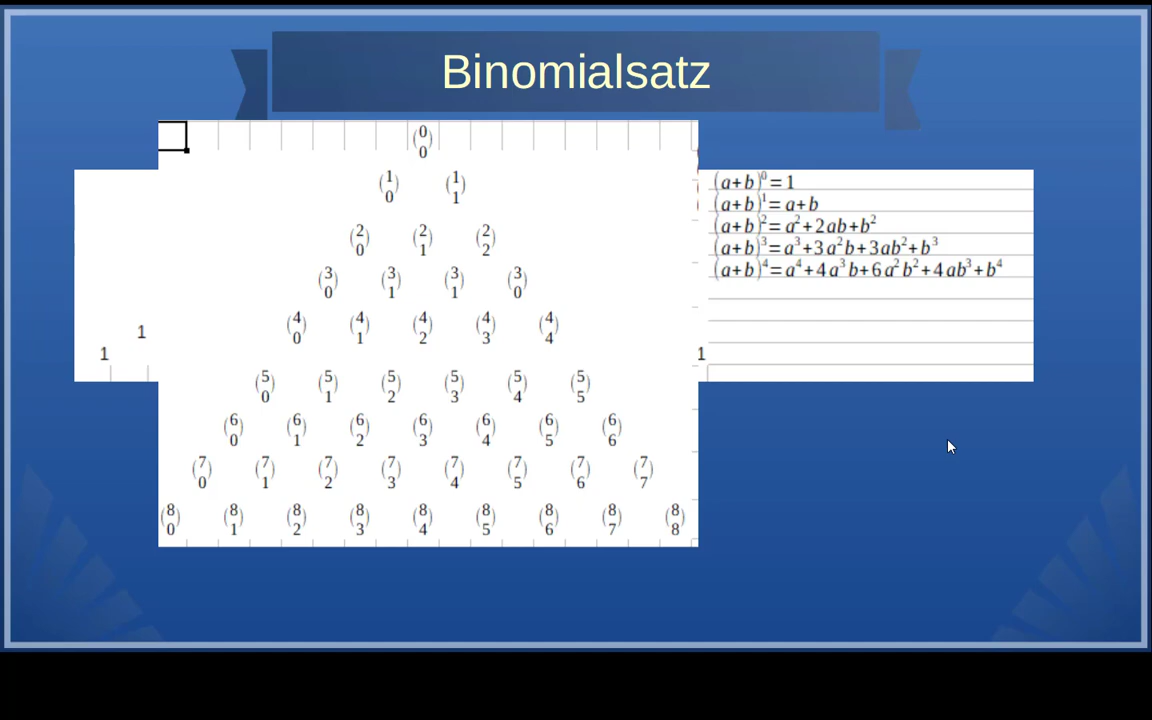 Binomialsatz
(0 0)
(1 0) (1 1)
(2 0) (2 1) (2 2)
(3 0) (3 1) (3 1) (3 0)
(4 0) (4 1) (4 2) (4 3) (4 4)
(5 0) (5 1) (5 2) (5 3) (5 4) (5 5)
(6 0) (6 1) (6 2) (6 3) (6 4) (6 5) (6 6)
(7 0) (7 1) (7 2) (7 3) (7 4) (7 5) (7 6) (7 7)
(8 0) (8 1) (8 2) (8 3) (8 4) (8 5) (8 6) (8 7) (8 8)
1
1
1
(a+b)⁰=1
(a+b)¹=a+b
(a+b)²=a²+2ab+b²
(a+b)³=a³+3a²b+3ab²+b³
(a+b)⁴=a⁴+4a³b+6a²b²+4ab³+b⁴